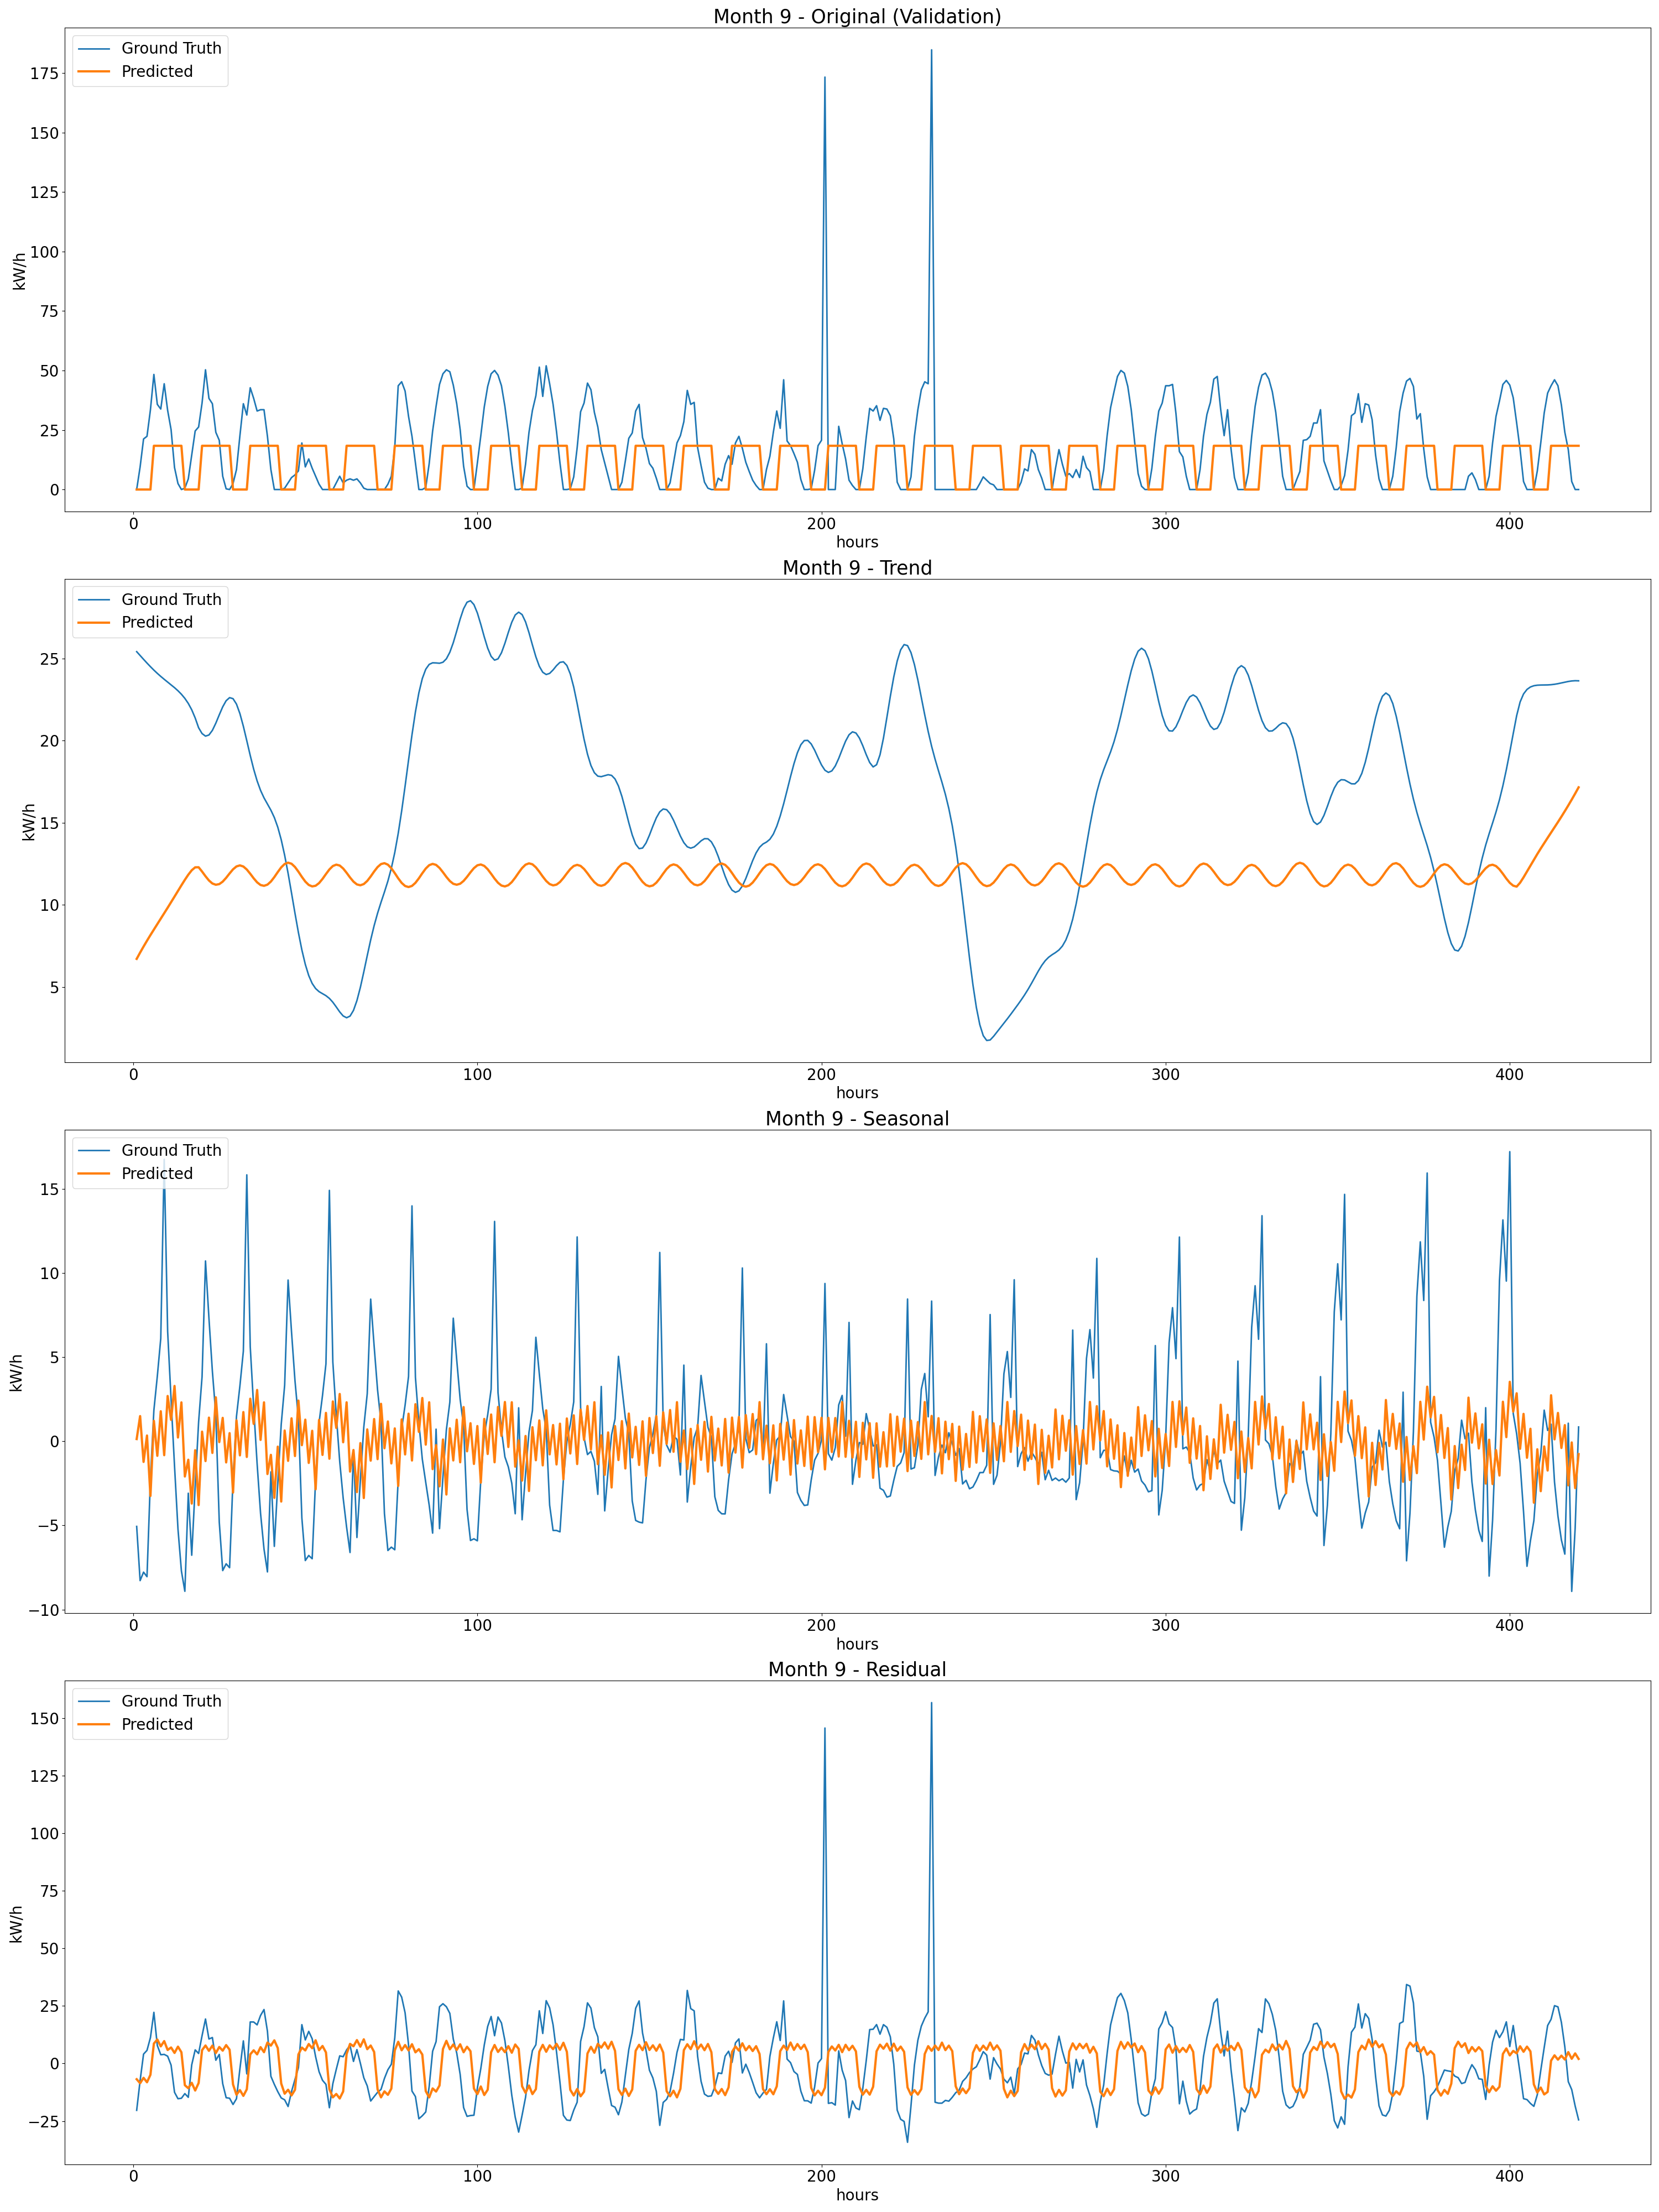 Month 9 - Original (Validation)
Ground Truth
Predicted
175
150
125
100
75
50
25
0
kW/h
0 100 200 300 400
hours
Month 9 - Trend
Ground Truth
Predicted
25
20
15
10
5
kW/h
0 100 200 300 400
hours
Month 9 - Seasonal
Ground Truth
Predicted
15
10
5
0
−5
−10
kW/h
0 100 200 300 400
hours
Month 9 - Residual
Ground Truth
Predicted
150
125
100
75
50
25
0
−25
kW/h
0 100 200 300 400
hours